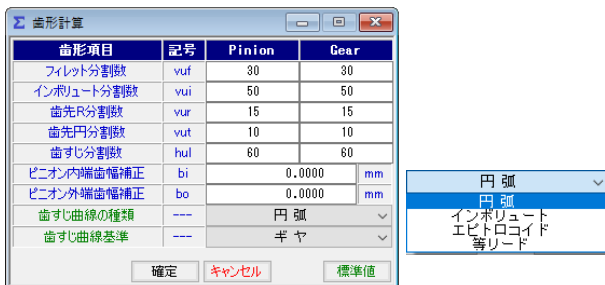 Σ 歯形計算
歯形項目 記号 Pinion Gear
フィレット分割数 vuf 30 30
インボリュート分割数 vui 50 50
歯先R分割数 vur 15 15
歯先円分割数 vut 10 10
歯すじ分割数 hul 60 60
ピニオン内端歯幅補正 bi 0.0000 mm
ピニオン外端歯幅補正 bo 0.0000 mm
歯すじ曲線の種類 --- 円 弧
歯すじ曲線基準 --- ギ ヤ
確定 キャンセル 標準値
円 弧
円 弧
インボリュート
エピトロコイド
等リード